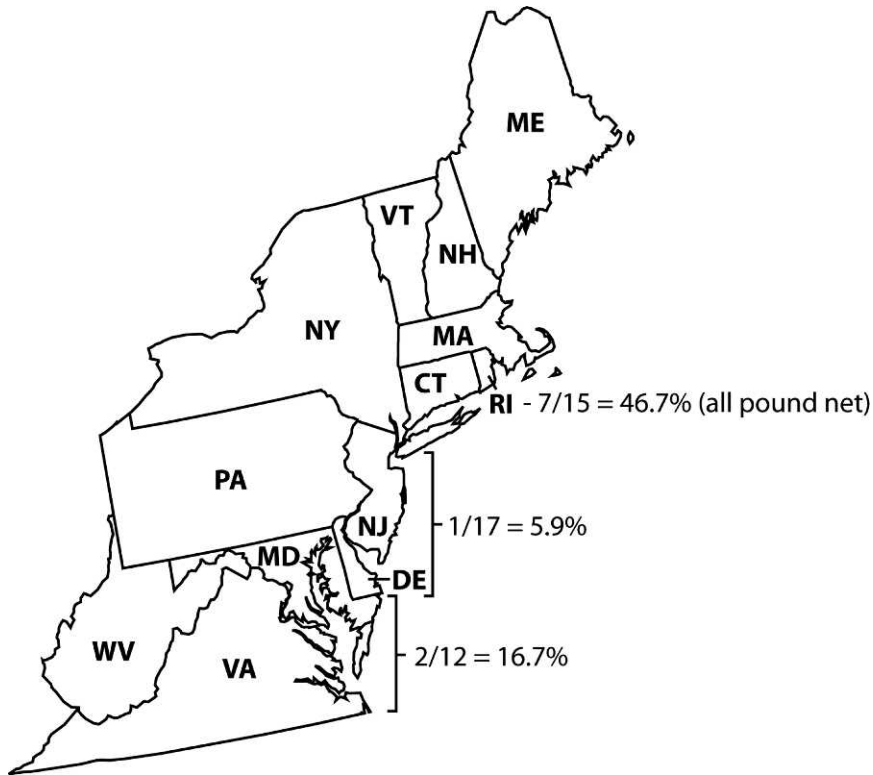 ME
VT
NH
NY
MA
CT
RI - 7/15 = 46.7% (all pound net)
PA
NJ
1/17 = 5.9%
MD
DE
WV
VA
2/12 = 16.7%